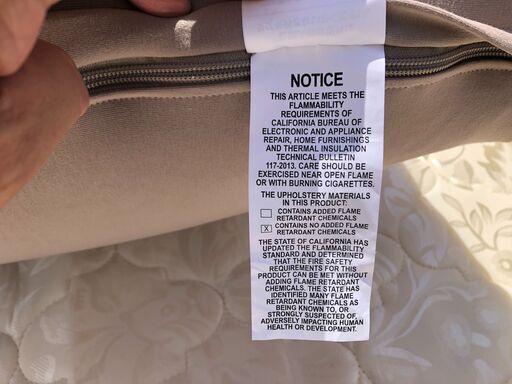 NOTICE
THIS ARTICLE MEETS THE
FLAMMABILITY
REQUIREMENTS OF
CALIFORNIA BUREAU OF
ELECTRONIC AND APPLIANCE
REPAIR, HOME FURNISHINGS
AND THERMAL INSULATION
TECHNICAL BULLETIN
117-2013. CARE SHOULD BE
EXERCISED NEAR OPEN FLAME
OR WITH BURNING CIGARETTES.
THE UPHOLSTERY MATERIALS
IN THIS PRODUCT:
CONTAINS ADDED FLAME
RETARDANT CHEMICALS
X CONTAINS NO ADDED FLAME
RETARDANT CHEMICALS
THE STATE OF CALIFORNIA HAS
UPDATED THE FLAMMABILITY
STANDARD AND DETERMINED
THAT THE FIRE SAFETY
REQUIREMENTS FOR THIS
PRODUCT CAN BE MET WITHOUT
ADDING FLAME RETARDANT
CHEMICALS. THE STATE HAS
IDENTIFIED MANY FLAME
RETARDANT CHEMICALS AS
BEING KNOWN TO, OR
STRONGLY SUSPECTED OF,
ADVERSELY IMPACTING HUMAN
HEALTH OR DEVELOPMENT.